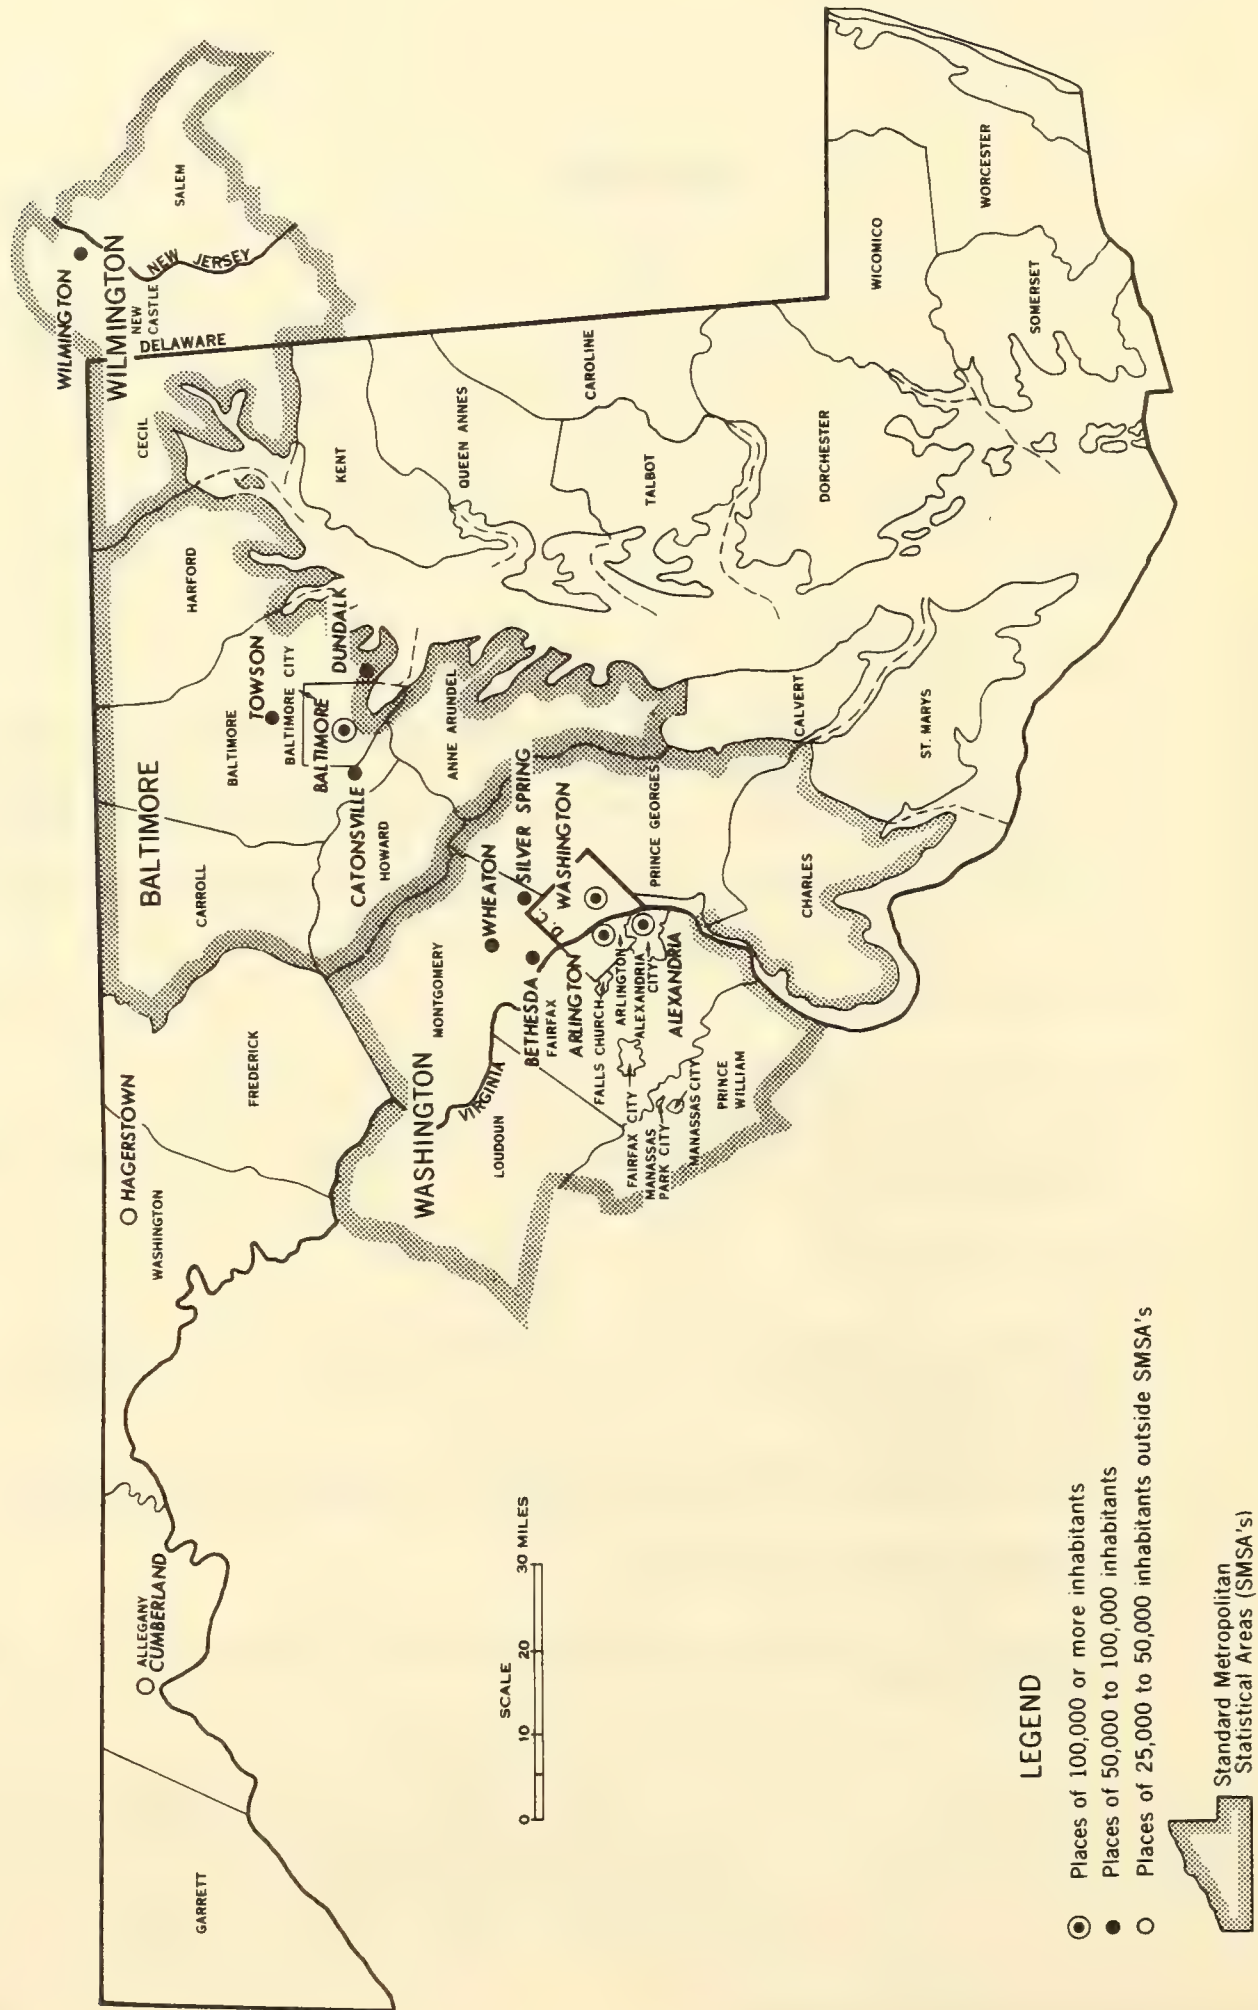 WILMINGTON
WILMINGTON
NEW
CASTLE
NEW JERSEY
SALEM
DELAWARE
CECIL
HARFORD
KENT
QUEEN ANNES
CAROLINE
TALBOT
DORCHESTER
WICOMICO
WORCESTER
SOMERSET
BALTIMORE
BALTIMORE
TOWSON
BALTIMORE CITY
BALTIMORE
DUNDALK
CATONSVILLE
HOWARD
CARROLL
ANNE ARUNDEL
CALVERT
ST. MARYS
CHARLES
PRINCE GEORGES
SILVER SPRING
WASHINGTON
D. C.
WHEATON
MONTGOMERY
BETHESDA
FAIRFAX
ARLINGTON
FALLS CHURCH
ARLINGTON
ALEXANDRIA
CITY
ALEXANDRIA
WASHINGTON
VIRGINIA
LOUDOUN
FAIRFAX CITY
MANASSAS
PARK CITY
MANASSAS CITY
PRINCE
WILLIAM
FREDERICK
HAGERSTOWN
WASHINGTON
ALLEGANY
CUMBERLAND
GARRETT
SCALE
0 10 20 30 MILES
LEGEND
Places of 100,000 or more inhabitants
Places of 50,000 to 100,000 inhabitants
Places of 25,000 to 50,000 inhabitants outside SMSA's
Standard Metropolitan
Statistical Areas (SMSA's)